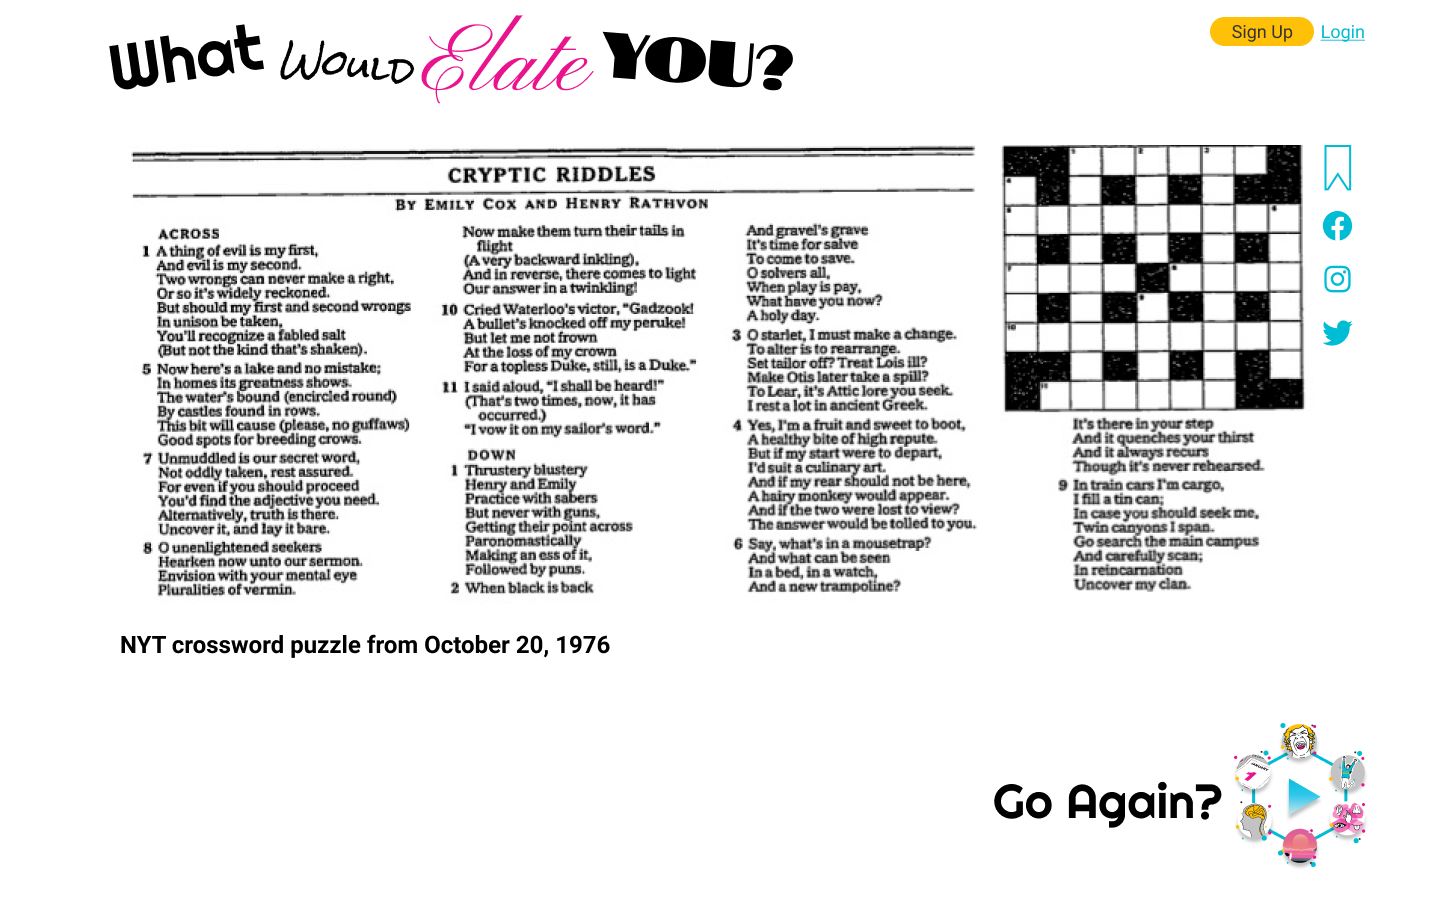 What Would Elate YOU?
Sign Up Login
CRYPTIC RIDDLES
BY EMILY COX AND HENRY RATHVON
ACROSS
1 A thing of evil is my first,
And evil is my second.
Two wrongs can never make a right,
Or so it's widely reckoned.
But should my first and second wrongs
In unison be taken,
You'll recognize a fabled salt
(But not the kind that's shaken).
5 Now here's a lake and no mistake;
In homes its greatness shows.
The water's bound (encircled round)
By castles found in rows.
This bit will cause (please, no guffaws)
Good spots for breeding crows.
7 Unmuddled is our secret word,
Not oddly taken, rest assured.
For even if you should proceed
You'd find the adjective you need.
Alternatively, truth is there.
Uncover it, and lay it bare.
8 O unenlightened seekers
Hearken now unto our sermon.
Envision with your mental eye
Pluralities of vermin.
Now make them turn their tails in
flight
(A very backward inkling),
And in reverse, there comes to light
Our answer in a twinkling!
10 Cried Waterloo's victor, "Gadzook!
A bullet's knocked off my peruke!
But let me not frown
At the loss of my crown
For a topless Duke, still, is a Duke."
11 I said aloud, "I shall be heard!"
(That's two times, now, it has
occurred.)
"I vow it on my sailor's word."
DOWN
1 Thrustery blustery
Henry and Emily
Practice with sabers
But never with guns,
Getting their point across
Paronomastically
Making an ess of it,
Followed by puns.
2 When black is back
And gravel's grave
It's time for salve
To come to save.
O solvers all,
When play is pay,
What have you now?
A holy day.
3 O starlet, I must make a change.
To alter is to rearrange.
Set tailor off? Treat Lois ill?
Make Otis later take a spill?
To Lear, it's Attic lore you seek.
I rest a lot in ancient Greek.
4 Yes, I'm a fruit and sweet to boot,
A healthy bite of high repute.
But if my start were to depart,
I'd suit a culinary art.
And if my rear should not be here,
A hairy monkey would appear.
And if the two were lost to view?
The answer would be tolled to you.
6 Say, what's in a mousetrap?
And what can be seen
In a bed, in a watch,
And a new trampoline?
It's there in your step
And it quenches your thirst
And it always recurs
Though it's never rehearsed.
9 In train cars I'm cargo,
I fill a tin can;
In case you should seek me,
Twin canyons I span.
Go search the main campus
And carefully scan;
In reincarnation
Uncover my clan.
NYT crossword puzzle from October 20, 1976
Go Again?
JANUARY
1